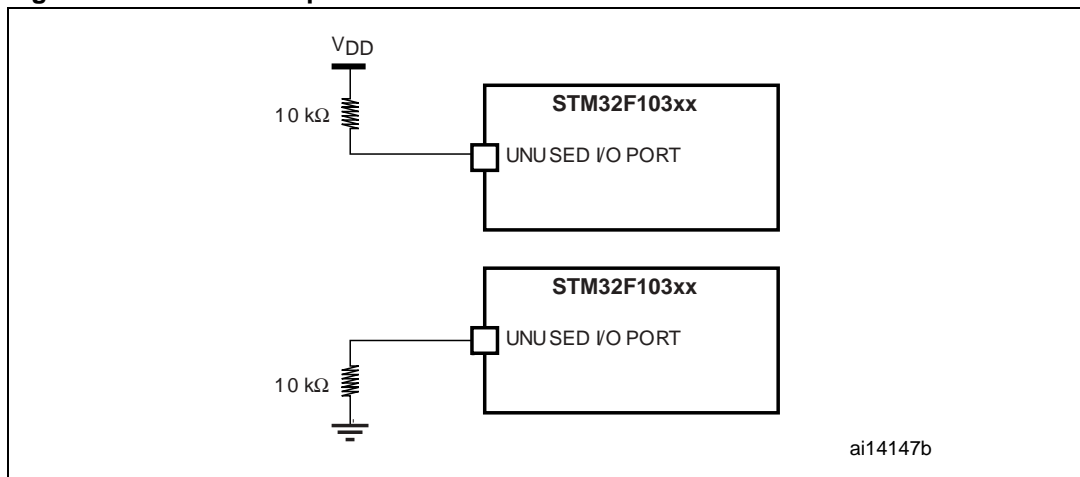 VDD
STM32F103xx
10 kΩ
UNUSED I/O PORT
STM32F103xx
UNUSED I/O PORT
10 kΩ
ai14147b